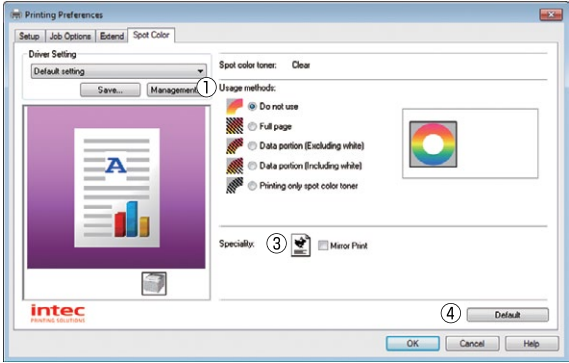 Printing Preferences
Setup Job Options Extend Spot Color
Driver Setting
Default setting
Save... Management...
① Usage methods:
Spot color toner: Clear
Do not use
Full page
Data portion (Excluding white)
Data portion (Including white)
Printing only spot color toner
A
Speciality: ③ Mirror Print
intec
PRINTING SOLUTIONS
④ Default
OK Cancel Help